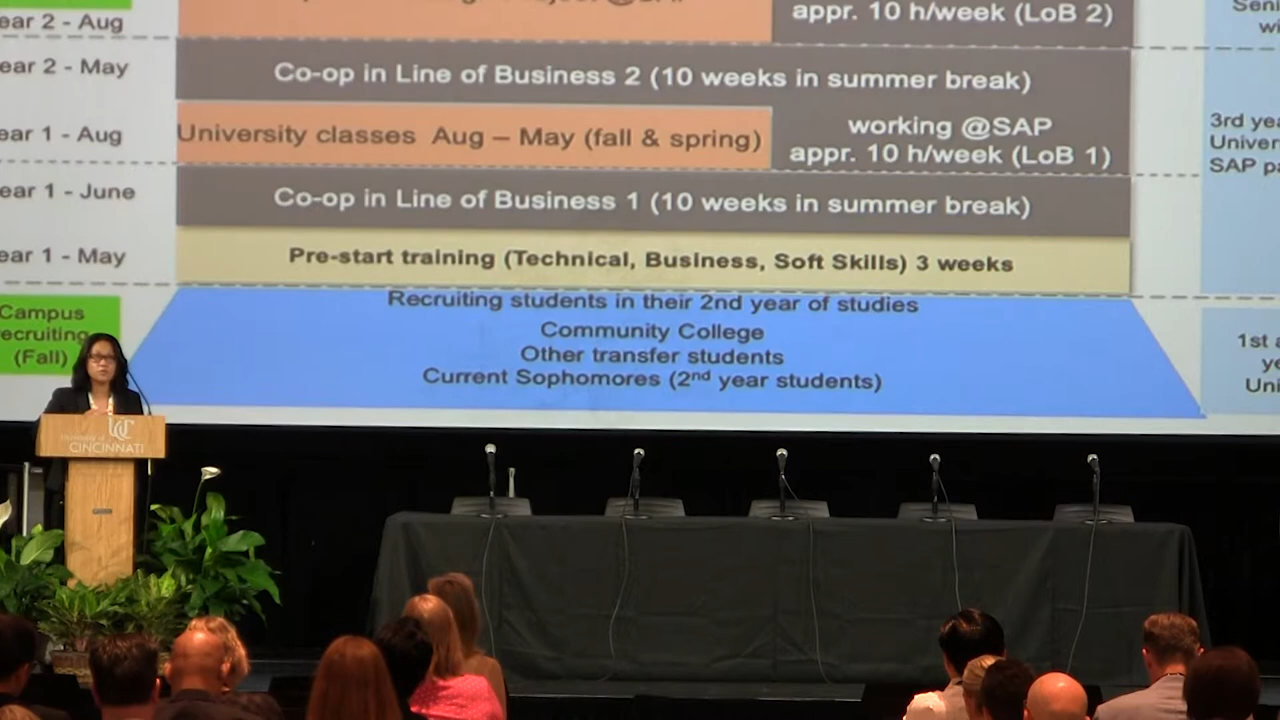 ear 2 - Aug
appr. 10 h/week (LoB 2)
ear 2 - May
Co-op in Line of Business 2 (10 weeks in summer break)
ear 1 - Aug
University classes Aug – May (fall & spring)
working @SAP
appr. 10 h/week (LoB 1)
3rd yea
Univer
SAP pa
ear 1 - June
Co-op in Line of Business 1 (10 weeks in summer break)
ear 1 - May
Pre-start training (Technical, Business, Soft Skills) 3 weeks
Campus
ecruiting
(Fall)
Recruiting students in their 2nd year of studies
Community College
Other transfer students
Current Sophomores (2nd year students)
1st a
ye
Uni
UC
University of
CINCINNATI